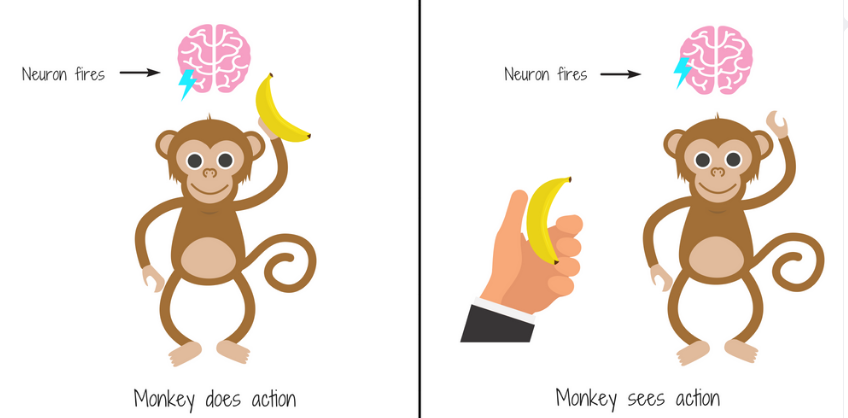 Neuron fires
Monkey does action
Neuron fires
Monkey sees action